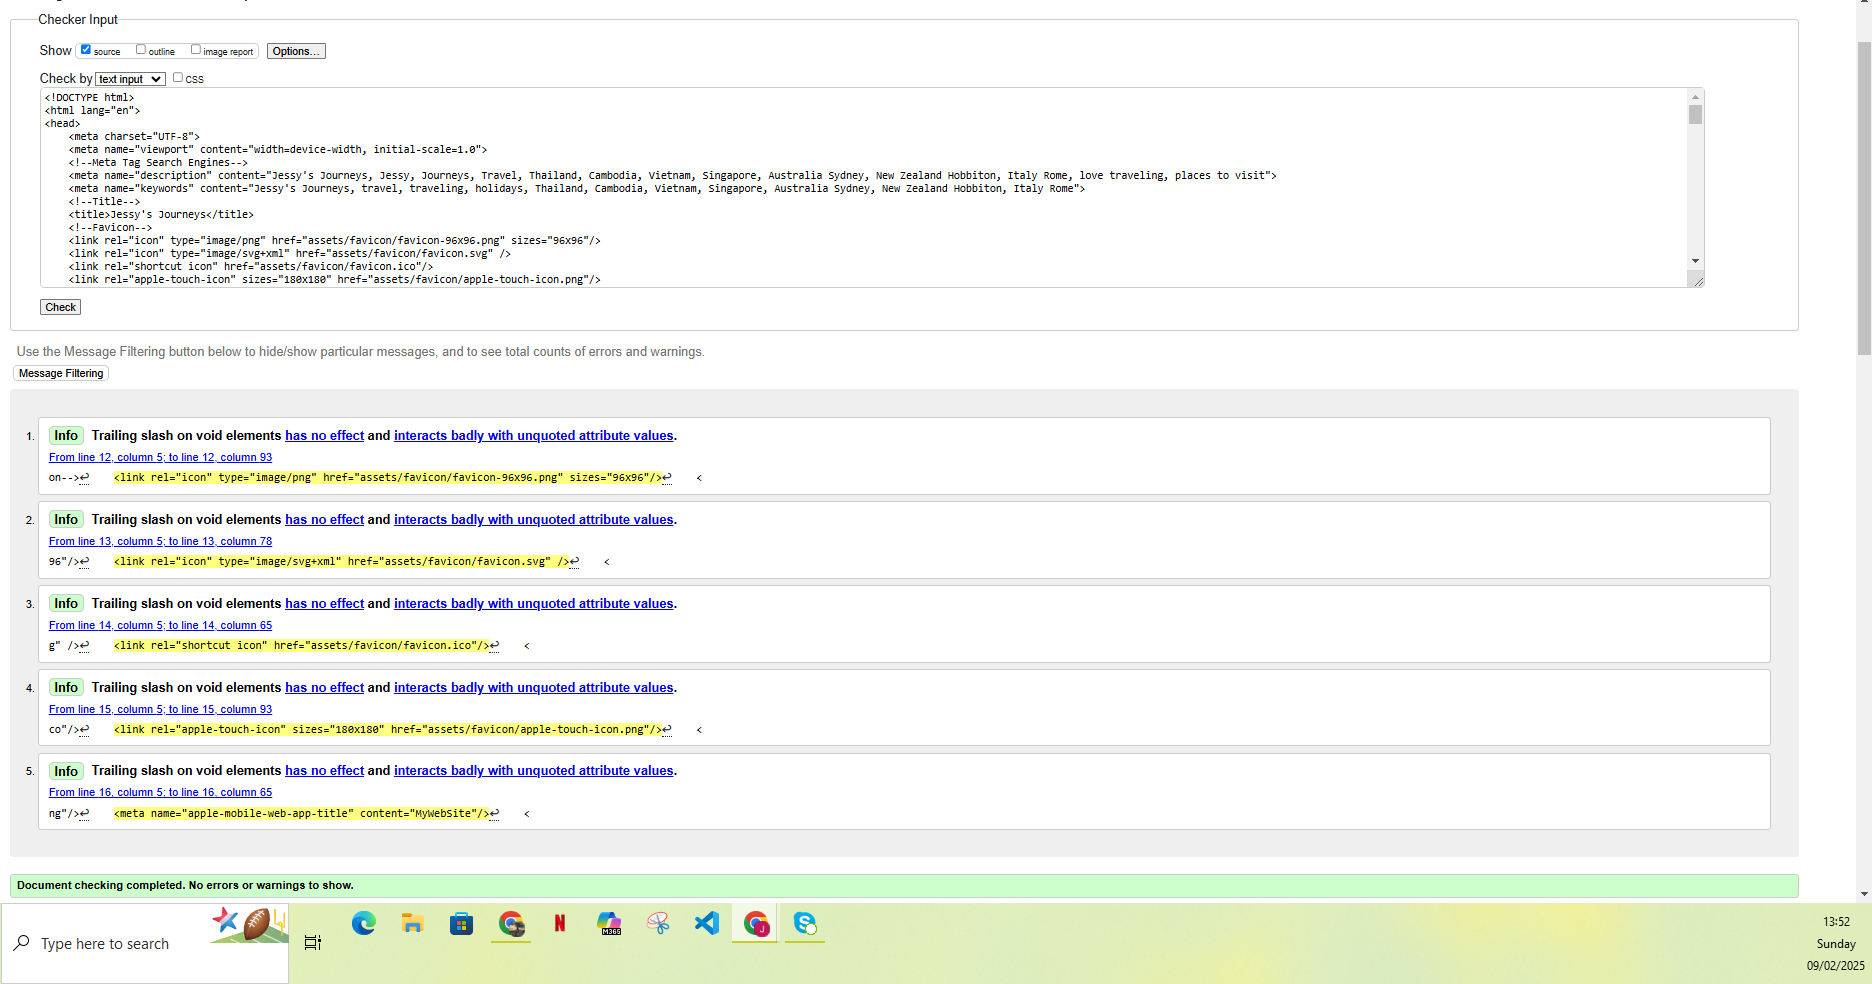 Checker Input
Show source outline image report Options...
Check by text input css
<!DOCTYPE html>
<html lang="en">
<head>
    <meta charset="UTF-8">
    <meta name="viewport" content="width=device-width, initial-scale=1.0">
    <!--Meta Tag Search Engines-->
    <meta name="description" content="Jessy's Journeys, Jessy, Journeys, Travel, Thailand, Cambodia, Vietnam, Singapore, Australia Sydney, New Zealand Hobbiton, Italy Rome, love traveling, places to visit">
    <meta name="keywords" content="Jessy's Journeys, travel, traveling, holidays, Thailand, Cambodia, Vietnam, Singapore, Australia Sydney, New Zealand Hobbiton, Italy Rome">
    <!--Title-->
    <title>Jessy's Journeys</title>
    <!--Favicon-->
    <link rel="icon" type="image/png" href="assets/favicon/favicon-96x96.png" sizes="96x96"/>
    <link rel="icon" type="image/svg+xml" href="assets/favicon/favicon.svg" />
    <link rel="shortcut icon" href="assets/favicon/favicon.ico"/>
    <link rel="apple-touch-icon" sizes="180x180" href="assets/favicon/apple-touch-icon.png"/>
Check
Use the Message Filtering button below to hide/show particular messages, and to see total counts of errors and warnings.
Message Filtering
1. Info Trailing slash on void elements has no effect and interacts badly with unquoted attribute values.
From line 12, column 5; to line 12, column 93
on-->↩    <link rel="icon" type="image/png" href="assets/favicon/favicon-96x96.png" sizes="96x96"/>↩    <
2. Info Trailing slash on void elements has no effect and interacts badly with unquoted attribute values.
From line 13, column 5; to line 13, column 78
96"/>↩    <link rel="icon" type="image/svg+xml" href="assets/favicon/favicon.svg" />↩    <
3. Info Trailing slash on void elements has no effect and interacts badly with unquoted attribute values.
From line 14, column 5; to line 14, column 65
g" />↩    <link rel="shortcut icon" href="assets/favicon/favicon.ico"/>↩    <
4. Info Trailing slash on void elements has no effect and interacts badly with unquoted attribute values.
From line 15, column 5; to line 15, column 93
co"/>↩    <link rel="apple-touch-icon" sizes="180x180" href="assets/favicon/apple-touch-icon.png"/>↩    <
5. Info Trailing slash on void elements has no effect and interacts badly with unquoted attribute values.
From line 16, column 5; to line 16, column 65
ng"/>↩    <meta name="apple-mobile-web-app-title" content="MyWebSite"/>↩    <
Document checking completed. No errors or warnings to show.
Type here to search
N
M365
J
S
13:52
Sunday
09/02/2025